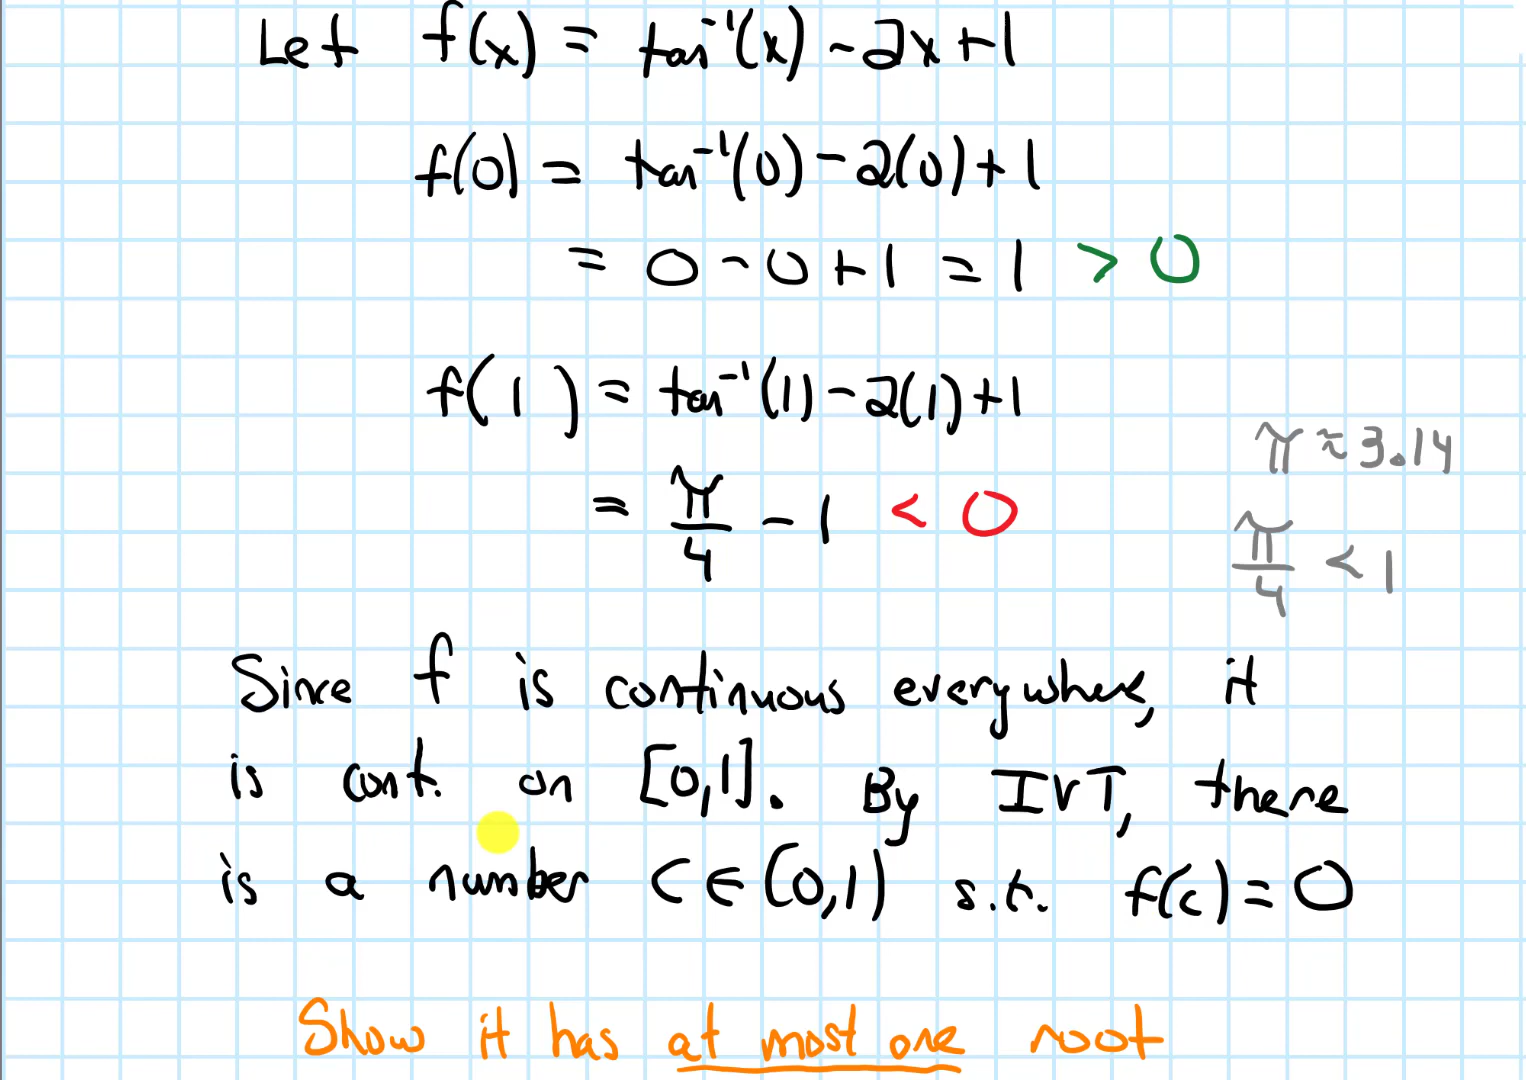 Let f(x) = tan⁻¹(x) - 2x + 1
f(0) = tan⁻¹(0) - 2(0) + 1
= 0 - 0 + 1 = 1 > 0
f(1) = tan⁻¹(1) - 2(1) + 1
π ≈ 3.14
= π/4 - 1 < 0
π/4 < 1
Since f is continuous everywhere, it
is cont. on [0,1]. By IVT, there
is a number c ∈ (0,1) s.t. f(c) = 0
Show it has at most one root